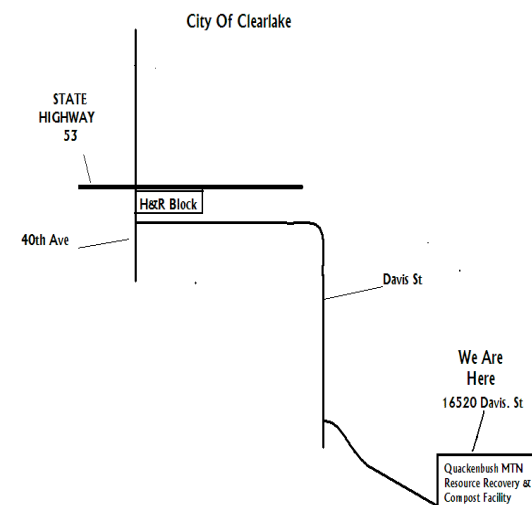 City Of Clearlake
STATE
HIGHWAY
53
H&R Block
40th Ave
Davis St
We Are
Here
16520 Davis. St
Quackenbush MTN
Resource Recovery &
Compost Facility